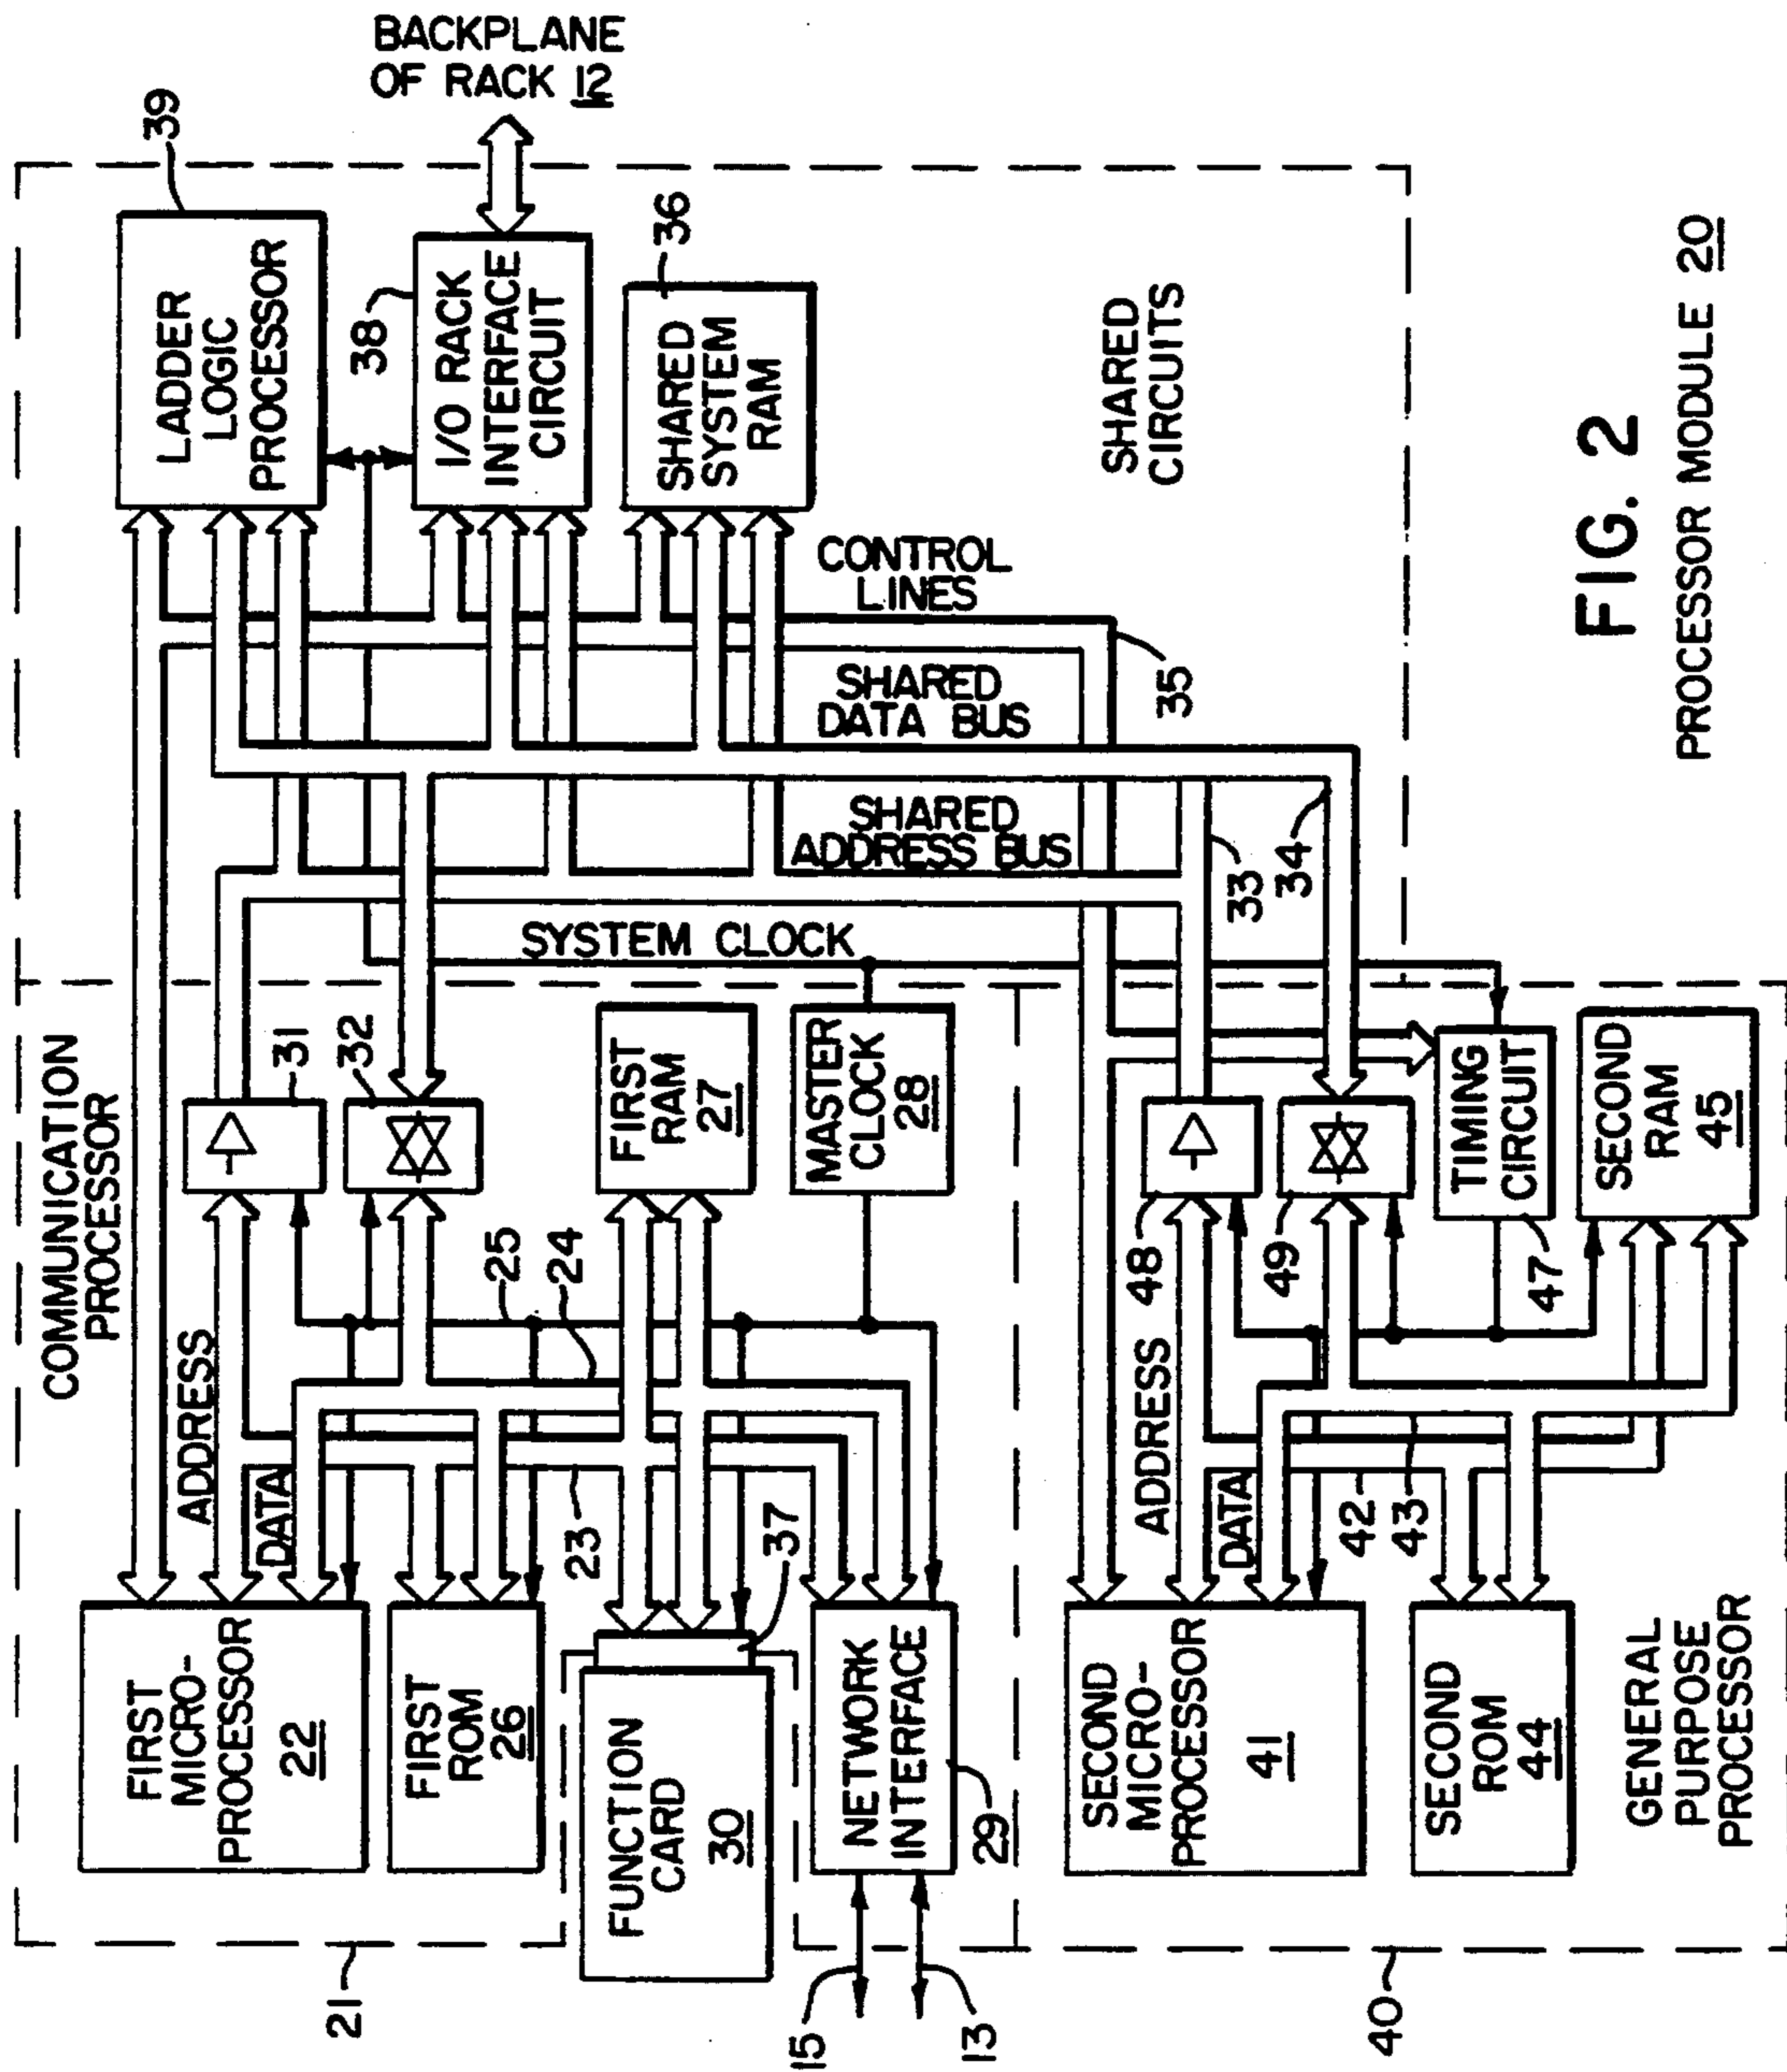 COMMUNICATION
PROCESSOR
21
FIRST
MICRO-
PROCESSOR
22
ADDRESS
DATA
31
32
FIRST
ROM
26
25
24
23
FIRST
RAM
27
FUNCTION
CARD
30
37
MASTER
CLOCK
28
NETWORK
INTERFACE
29
15
13
SYSTEM CLOCK
LADDER
LOGIC
PROCESSOR
39
I/O RACK
INTERFACE
CIRCUIT
38
BACKPLANE
OF RACK 12
SHARED
SYSTEM
RAM
36
CONTROL
LINES
SHARED
DATA BUS
SHARED
ADDRESS BUS
35
33
34
SHARED
CIRCUITS
SECOND
MICRO-
PROCESSOR
41
ADDRESS
DATA
48
49
42
43
SECOND
ROM
44
TIMING
CIRCUIT
47
SECOND
RAM
45
GENERAL
PURPOSE
PROCESSOR
40
FIG. 2
PROCESSOR MODULE 20